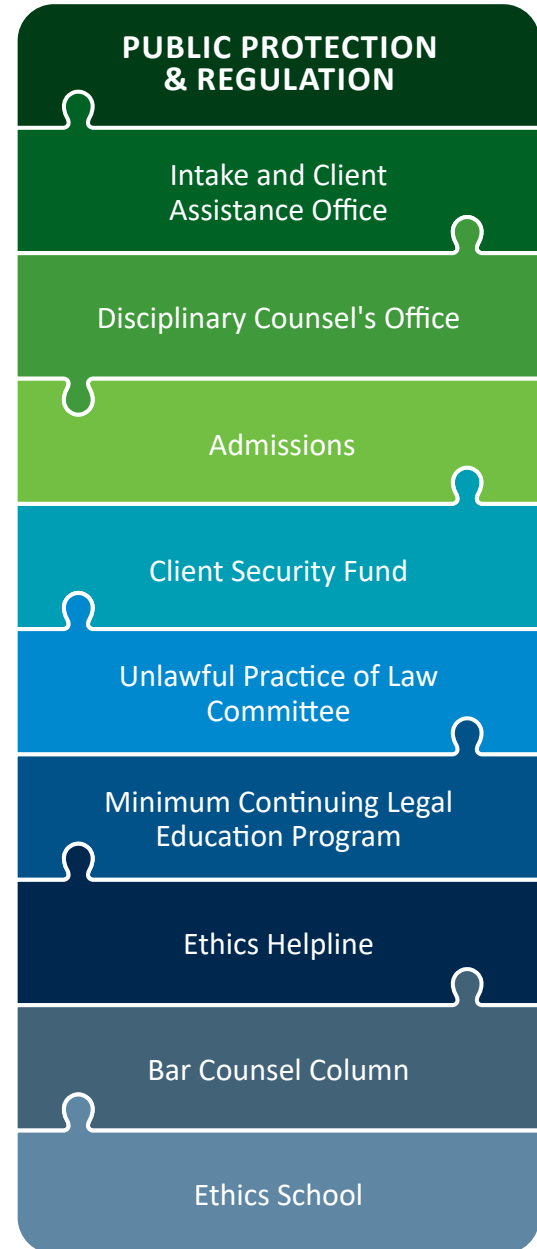 PUBLIC PROTECTION
& REGULATION
Intake and Client
Assistance Office
Disciplinary Counsel's Office
Admissions
Client Security Fund
Unlawful Practice of Law
Committee
Minimum Continuing Legal
Education Program
Ethics Helpline
Bar Counsel Column
Ethics School